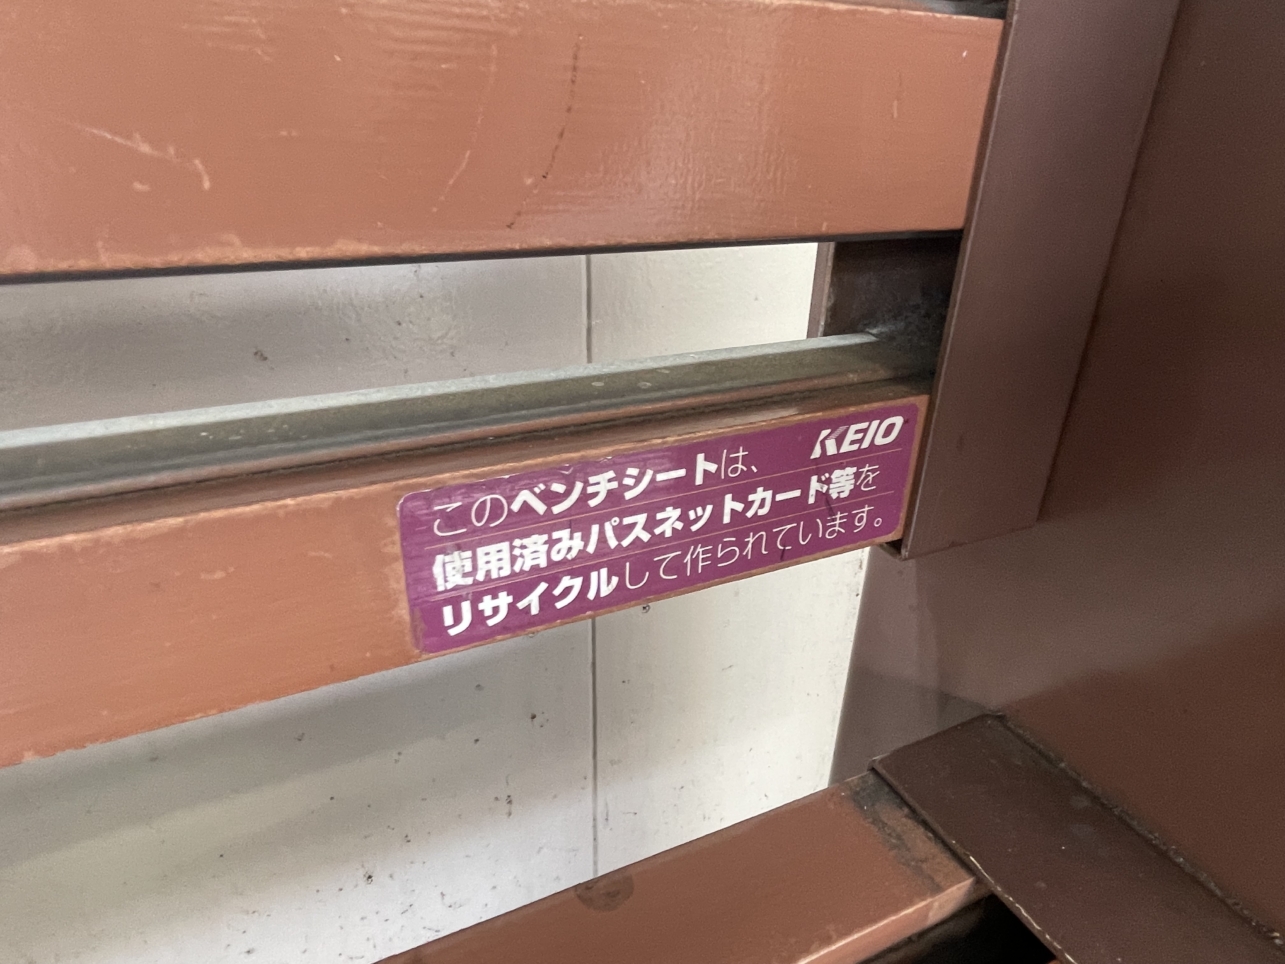 このベンチシートは、 KEIO
使用済みパスネットカード等を
リサイクルして作られています。